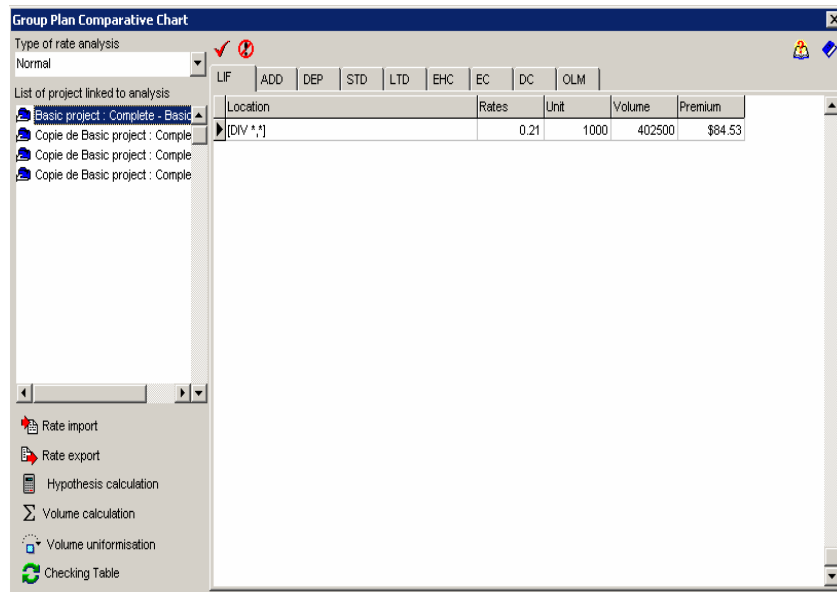 Group Plan Comparative Chart
Type of rate analysis
Normal
List of project linked to analysis
Basic project : Complete - Basic
Copie de Basic project : Comple
Copie de Basic project : Comple
Copie de Basic project : Comple
Rate import
Rate export
Hypothesis calculation
Volume calculation
Volume uniformisation
Checking Table
LIF ADD DEP STD LTD EHC EC DC OLM
Location Rates Unit Volume Premium
[DIV *,*] 0.21 1000 402500 $84.53